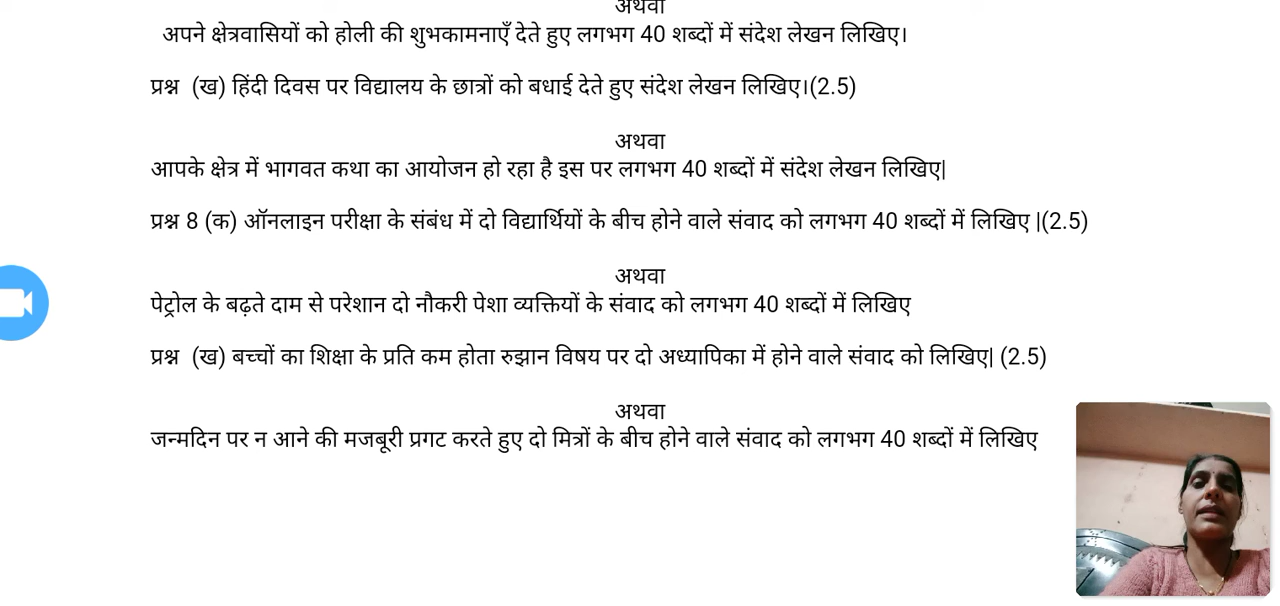 अथवा
अपने क्षेत्रवासियों को होली की शुभकामनाएँ देते हुए लगभग 40 शब्दों में संदेश लेखन लिखिए।
प्रश्न (ख) हिंदी दिवस पर विद्यालय के छात्रों को बधाई देते हुए संदेश लेखन लिखिए।(2.5)
अथवा
आपके क्षेत्र में भागवत कथा का आयोजन हो रहा है इस पर लगभग 40 शब्दों में संदेश लेखन लिखिए|
प्रश्न 8 (क) ऑनलाइन परीक्षा के संबंध में दो विद्यार्थियों के बीच होने वाले संवाद को लगभग 40 शब्दों में लिखिए |(2.5)
अथवा
पेट्रोल के बढ़ते दाम से परेशान दो नौकरी पेशा व्यक्तियों के संवाद को लगभग 40 शब्दों में लिखिए
प्रश्न (ख) बच्चों का शिक्षा के प्रति कम होता रुझान विषय पर दो अध्यापिका में होने वाले संवाद को लिखिए| (2.5)
अथवा
जन्मदिन पर न आने की मजबूरी प्रगट करते हुए दो मित्रों के बीच होने वाले संवाद को लगभग 40 शब्दों में लिखिए